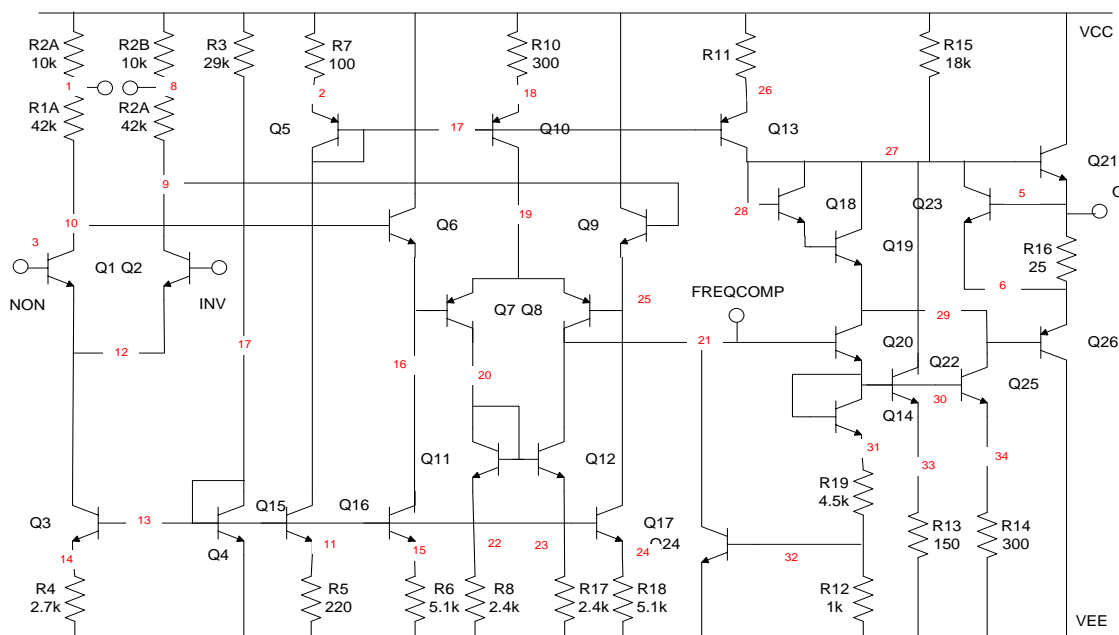 VCC
R2A
10k
R2B
10k
R3
29k
R7
100
R10
300
R11
R15
18k
1
8
2
18
26
R1A
42k
R2A
42k
Q5
17
Q10
Q13
27
Q21
9
5
10
28
Q18
Q23
19
Q6
Q9
3
Q19
R16
25
Q1 Q2
NON
INV
6
FREQCOMP
Q7 Q8
25
29
12
17
16
20
21
Q20
Q22
Q26
Q25
30
Q14
31
33
34
Q11
Q12
R19
4.5k
Q3
13
Q15
Q16
Q17
Q24
Q4
14
11
15
22
23
24
32
R13
150
R14
300
R4
2.7k
R5
220
R6
5.1k
R8
2.4k
R17
2.4k
R18
5.1k
R12
1k
VEE